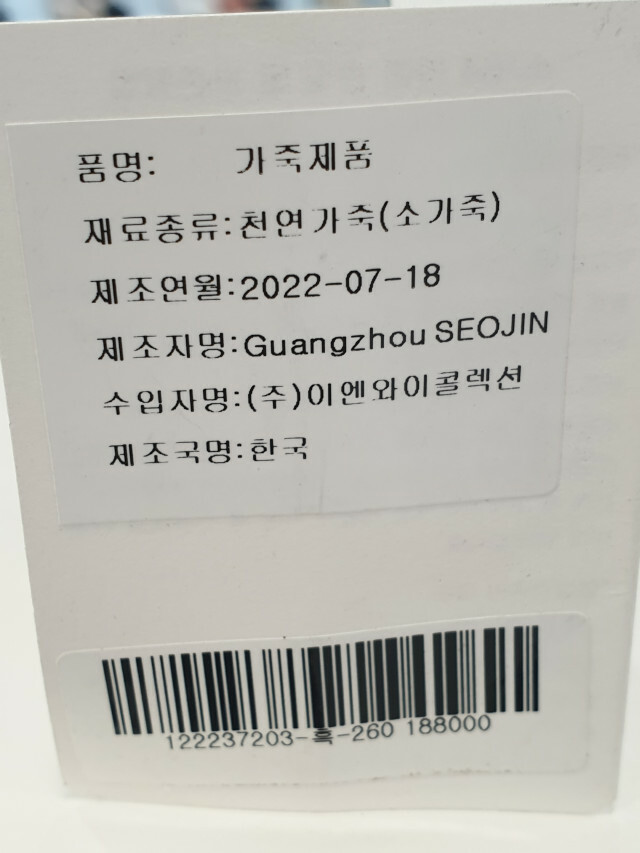 품명: 가죽제품
재료종류:천연가죽(소가죽)
제조연월:2022-07-18
제조자명:Guangzhou SEOJIN
수입자명:(주)이엔와이콜렉션
제조국명:한국
122237203-흑-260 188000